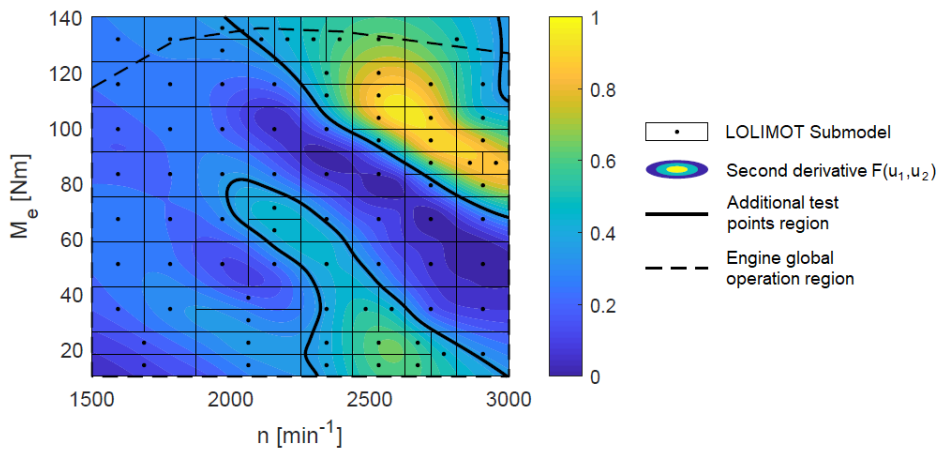 140
120
100
80
60
40
20
M_e [Nm]
1500
2000
2500
3000
n [min⁻¹]
1
0.8
0.6
0.4
0.2
0
LOLIMOT Submodel
Second derivative F(u₁,u₂)
Additional test
points region
Engine global
operation region